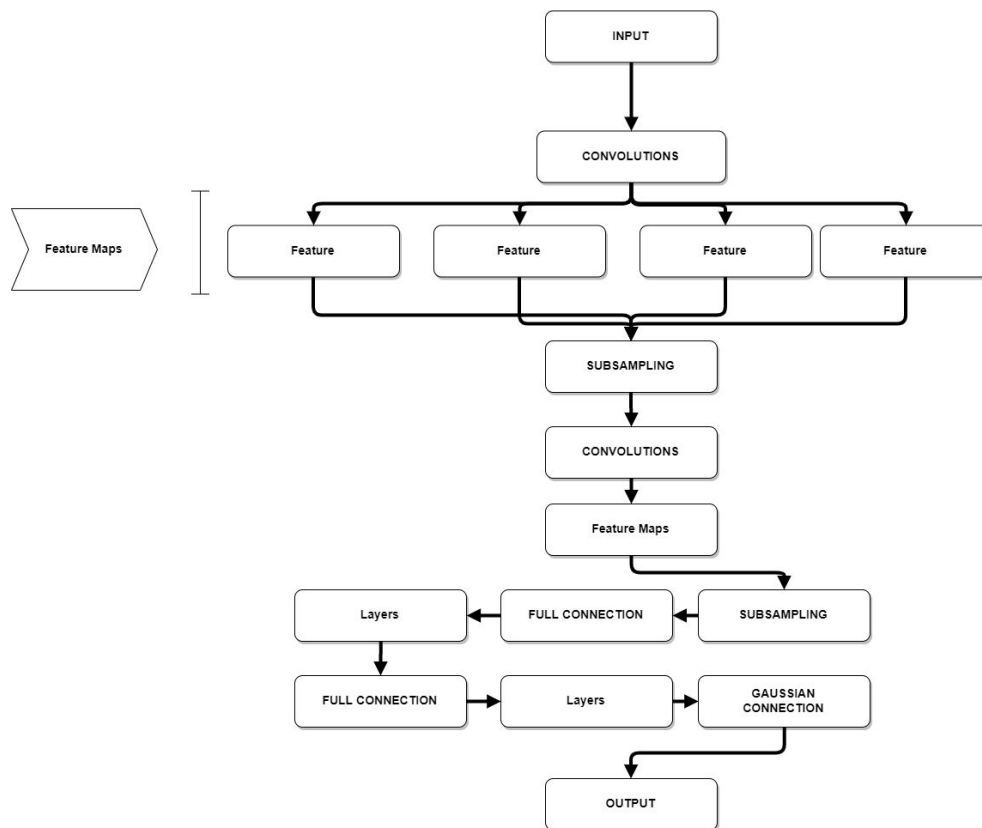 INPUT
CONVOLUTIONS
Feature Maps
Feature
Feature
Feature
Feature
SUBSAMPLING
CONVOLUTIONS
Feature Maps
SUBSAMPLING
FULL CONNECTION
Layers
FULL CONNECTION
Layers
GAUSSIAN
CONNECTION
OUTPUT